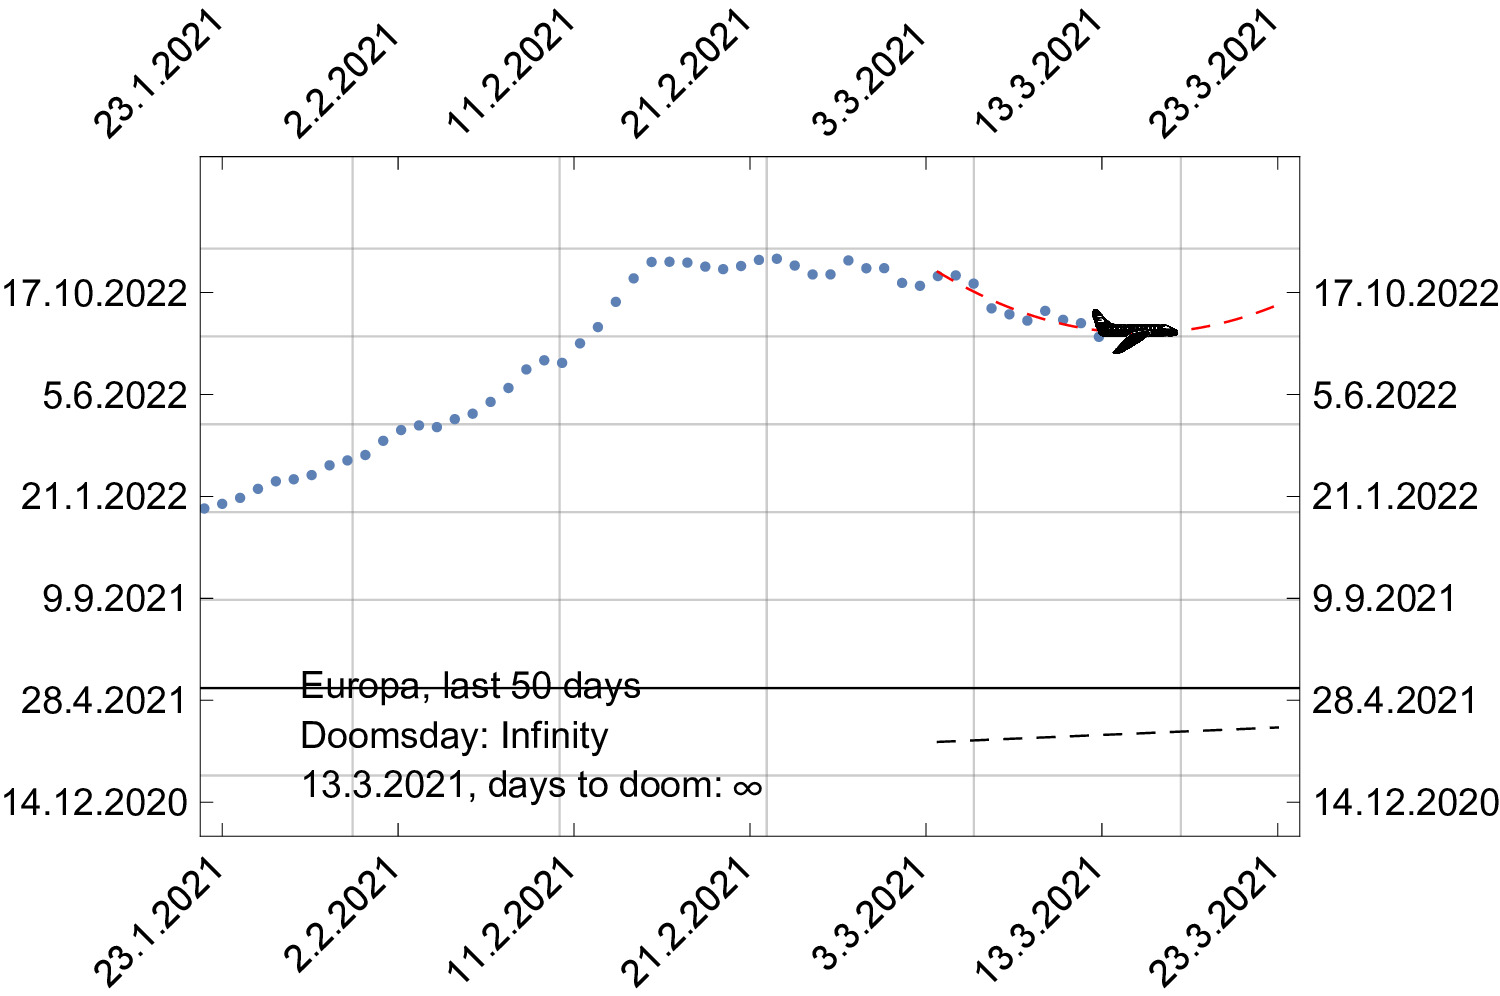 23.1.2021 2.2.2021 11.2.2021 21.2.2021 3.3.2021 13.3.2021 23.3.2021
17.10.2022 17.10.2022
5.6.2022 5.6.2022
21.1.2022 21.1.2022
9.9.2021 9.9.2021
Europa, last 50 days
28.4.2021 28.4.2021
Doomsday: Infinity
13.3.2021, days to doom: ∞
14.12.2020 14.12.2020
23.1.2021 2.2.2021 11.2.2021 21.2.2021 3.3.2021 13.3.2021 23.3.2021